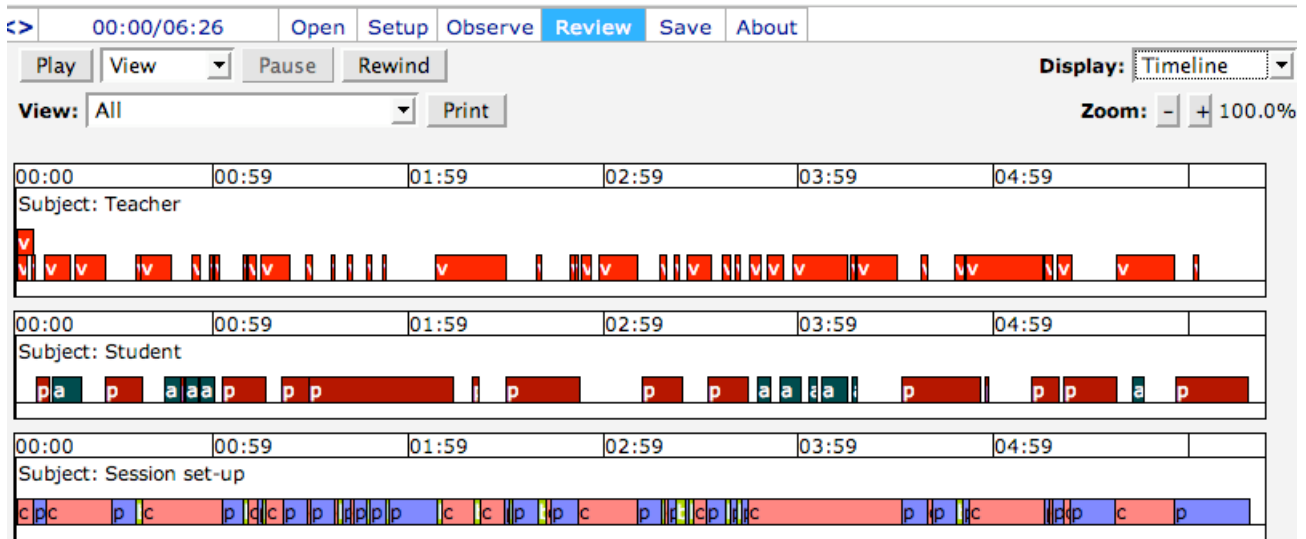 <> 00:00/06:26 Open Setup Observe Review Save About
Play View Pause Rewind Display: Timeline
View: All Print Zoom: - + 100.0%
00:00 00:59 01:59 02:59 03:59 04:59
Subject: Teacher
v
v v v v v v v v v v v v v v v v
00:00 00:59 01:59 02:59 03:59 04:59
Subject: Student
p a p a a a p p p p p p a a a p p p a p
00:00 00:59 01:59 02:59 03:59 04:59
Subject: Session set-up
c p c p c p c p p p p p c c p p c p c p c p p c p c p